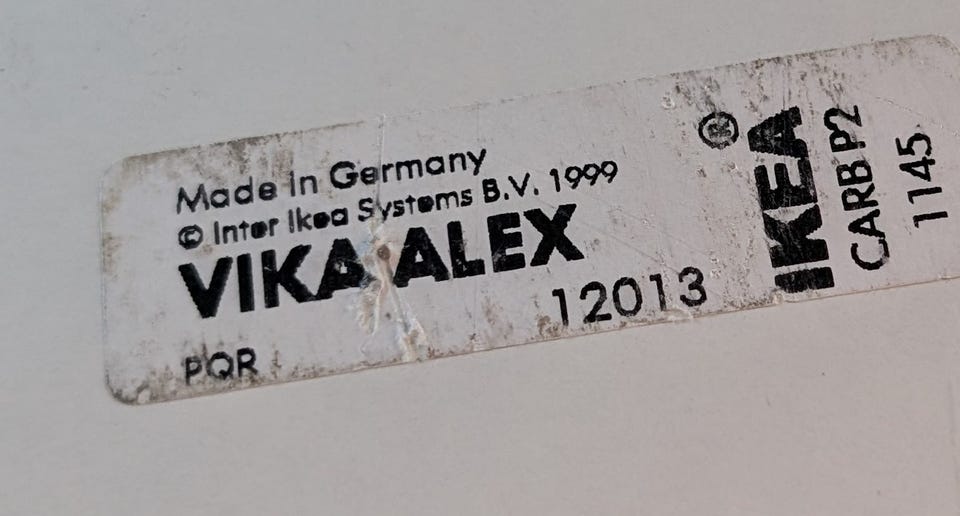 Made in Germany
© Inter Ikea Systems B.V. 1999
VIKA ALEX
12013
PQR
IKEA®
CARB P2
1145